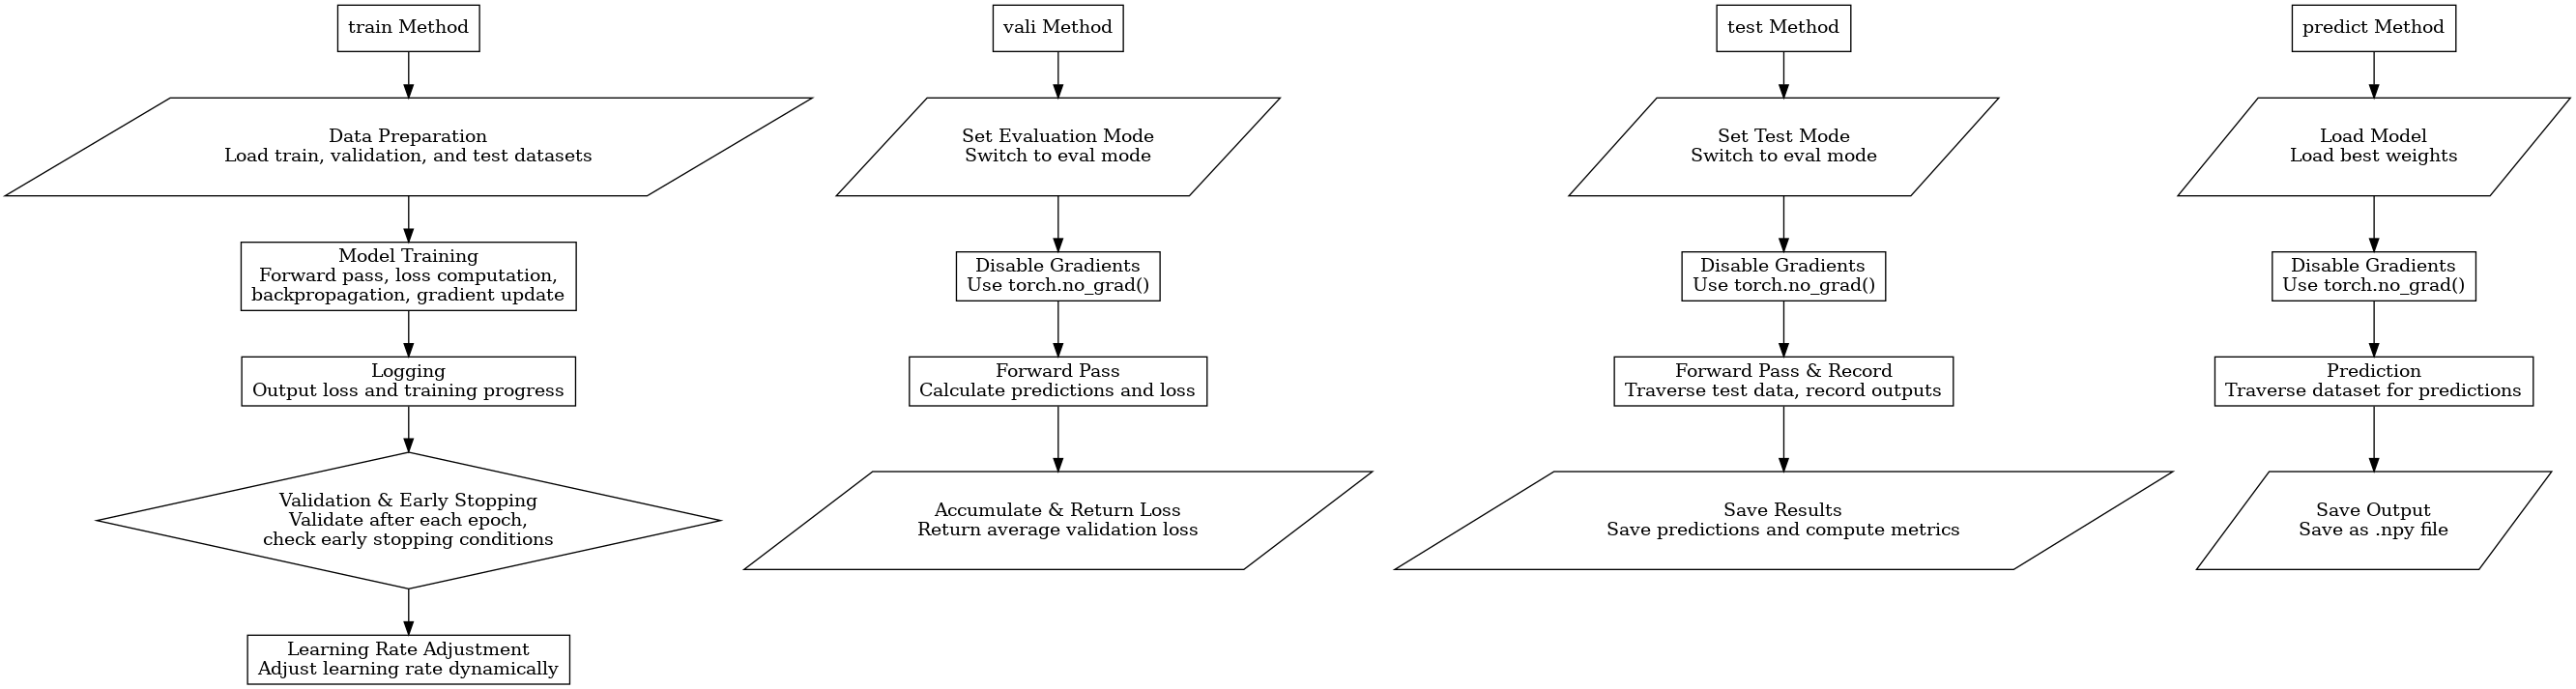 train Method
Data Preparation
Load train, validation, and test datasets
Model Training
Forward pass, loss computation,
backpropagation, gradient update
Logging
Output loss and training progress
Validation & Early Stopping
Validate after each epoch,
check early stopping conditions
Learning Rate Adjustment
Adjust learning rate dynamically
vali Method
Set Evaluation Mode
Switch to eval mode
Disable Gradients
Use torch.no_grad()
Forward Pass
Calculate predictions and loss
Accumulate & Return Loss
Return average validation loss
test Method
Set Test Mode
Switch to eval mode
Disable Gradients
Use torch.no_grad()
Forward Pass & Record
Traverse test data, record outputs
Save Results
Save predictions and compute metrics
predict Method
Load Model
Load best weights
Disable Gradients
Use torch.no_grad()
Prediction
Traverse dataset for predictions
Save Output
Save as .npy file